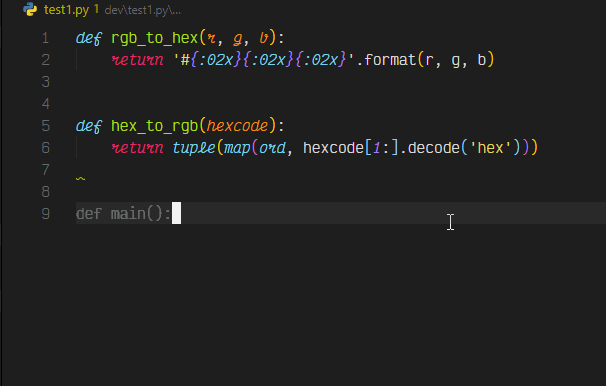 test1.py 1 dev\test1.py\...
1 def rgb_to_hex(r, g, b):
2 return '#{:02x}{:02x}{:02x}'.format(r, g, b)
3
4
5 def hex_to_rgb(hexcode):
6 return tuple(map(ord, hexcode[1:].decode('hex')))
7
8
9 def main():